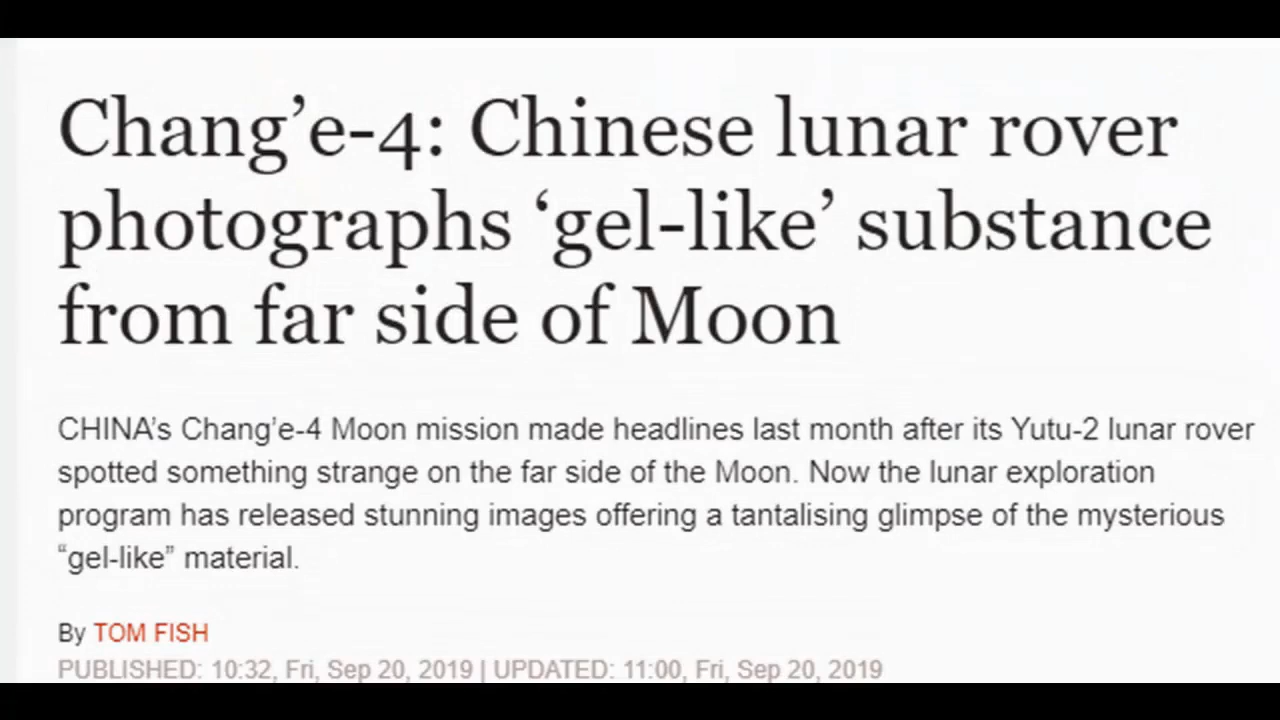 Chang’e-4: Chinese lunar rover
photographs ‘gel-like’ substance
from far side of Moon
CHINA’s Chang’e-4 Moon mission made headlines last month after its Yutu-2 lunar rover
spotted something strange on the far side of the Moon. Now the lunar exploration
program has released stunning images offering a tantalising glimpse of the mysterious
“gel-like” material.
By TOM FISH
PUBLISHED: 10:32, Fri, Sep 20, 2019 | UPDATED: 11:00, Fri, Sep 20, 2019